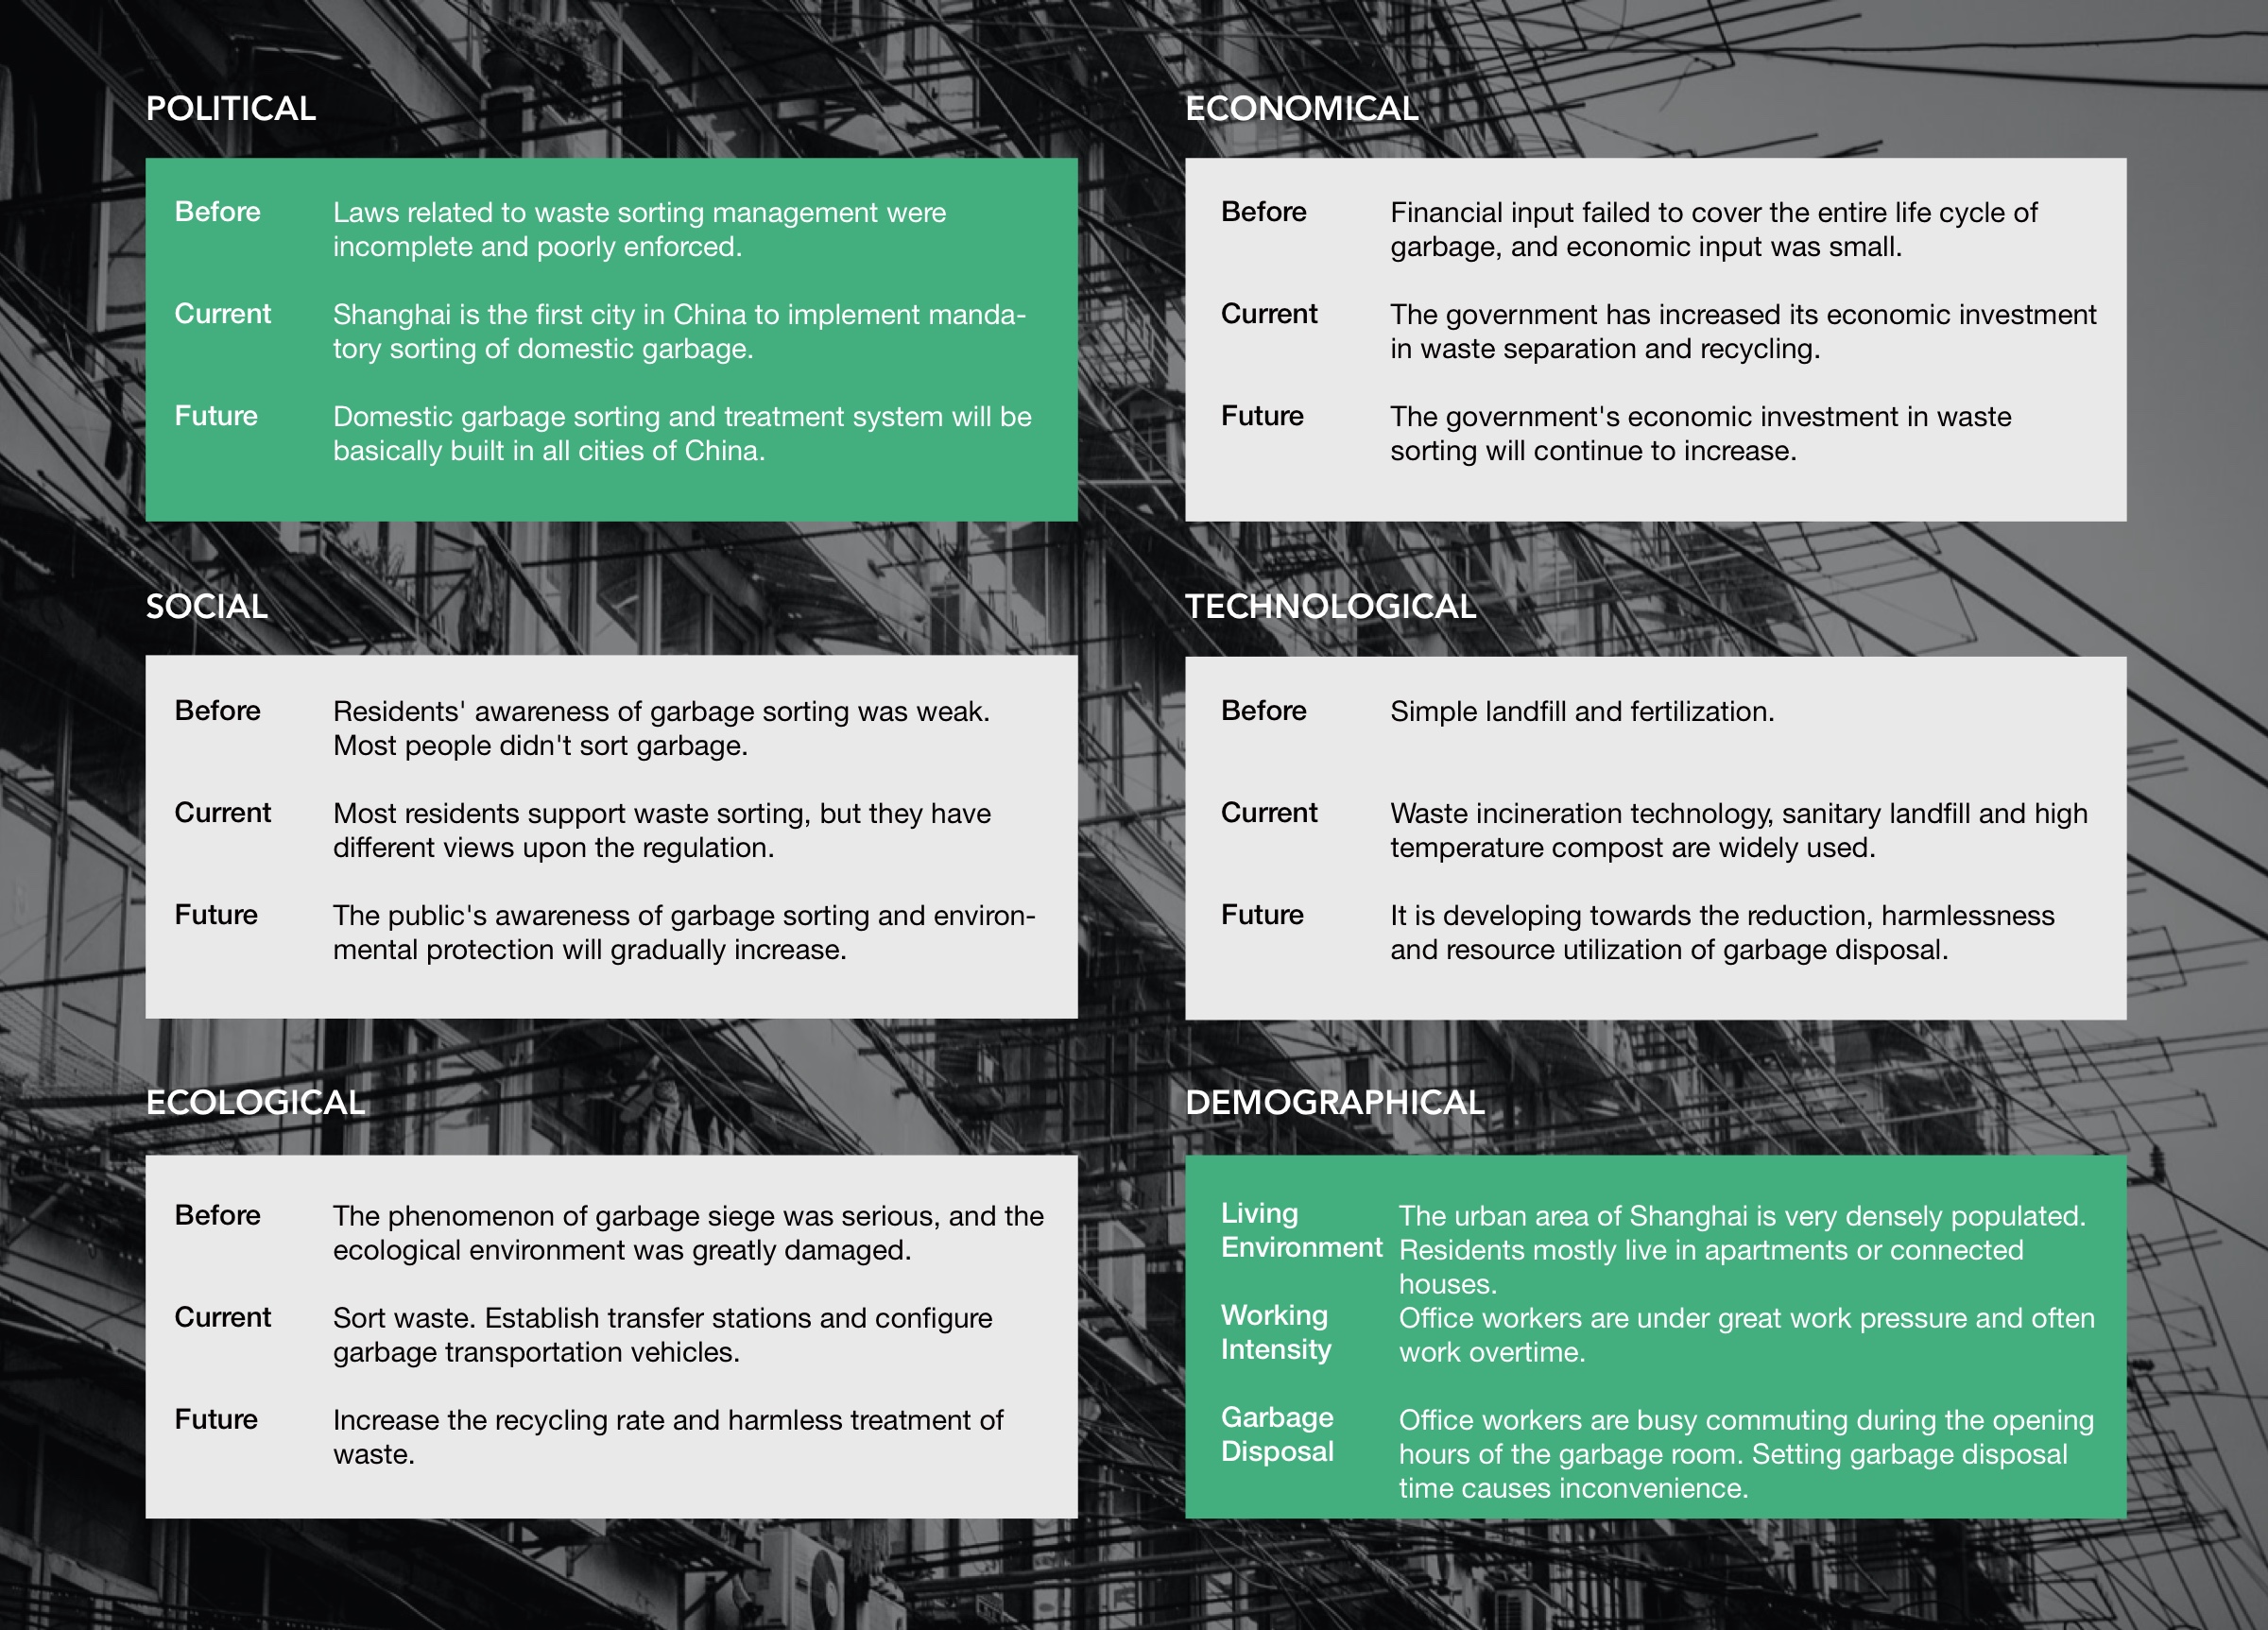 POLITICAL
Before
Laws related to waste sorting management were
incomplete and poorly enforced.
Current
Shanghai is the first city in China to implement manda-
tory sorting of domestic garbage.
Future
Domestic garbage sorting and treatment system will be
basically built in all cities of China.
ECONOMICAL
Before
Financial input failed to cover the entire life cycle of
garbage, and economic input was small.
Current
The government has increased its economic investment
in waste separation and recycling.
Future
The government's economic investment in waste
sorting will continue to increase.
SOCIAL
Before
Residents' awareness of garbage sorting was weak.
Most people didn't sort garbage.
Current
Most residents support waste sorting, but they have
different views upon the regulation.
Future
The public's awareness of garbage sorting and environ-
mental protection will gradually increase.
TECHNOLOGICAL
Before
Simple landfill and fertilization.
Current
Waste incineration technology, sanitary landfill and high
temperature compost are widely used.
Future
It is developing towards the reduction, harmlessness
and resource utilization of garbage disposal.
ECOLOGICAL
Before
The phenomenon of garbage siege was serious, and the
ecological environment was greatly damaged.
Current
Sort waste. Establish transfer stations and configure
garbage transportation vehicles.
Future
Increase the recycling rate and harmless treatment of
waste.
DEMOGRAPHICAL
Living
Environment
The urban area of Shanghai is very densely populated.
Residents mostly live in apartments or connected
houses.
Working
Intensity
Office workers are under great work pressure and often
work overtime.
Garbage
Disposal
Office workers are busy commuting during the opening
hours of the garbage room. Setting garbage disposal
time causes inconvenience.